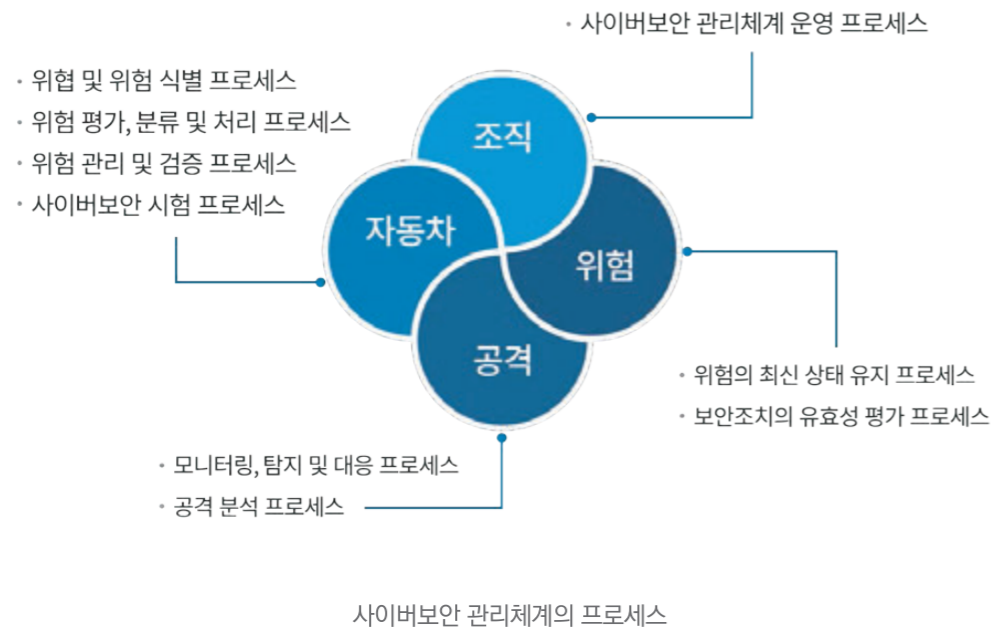 · 사이버보안 관리체계 운영 프로세스
· 위협 및 위험 식별 프로세스
· 위험 평가, 분류 및 처리 프로세스
· 위험 관리 및 검증 프로세스
· 사이버보안 시험 프로세스
조직
자동차
위험
공격
· 위험의 최신 상태 유지 프로세스
· 보안조치의 유효성 평가 프로세스
· 모니터링, 탐지 및 대응 프로세스
· 공격 분석 프로세스
사이버보안 관리체계의 프로세스